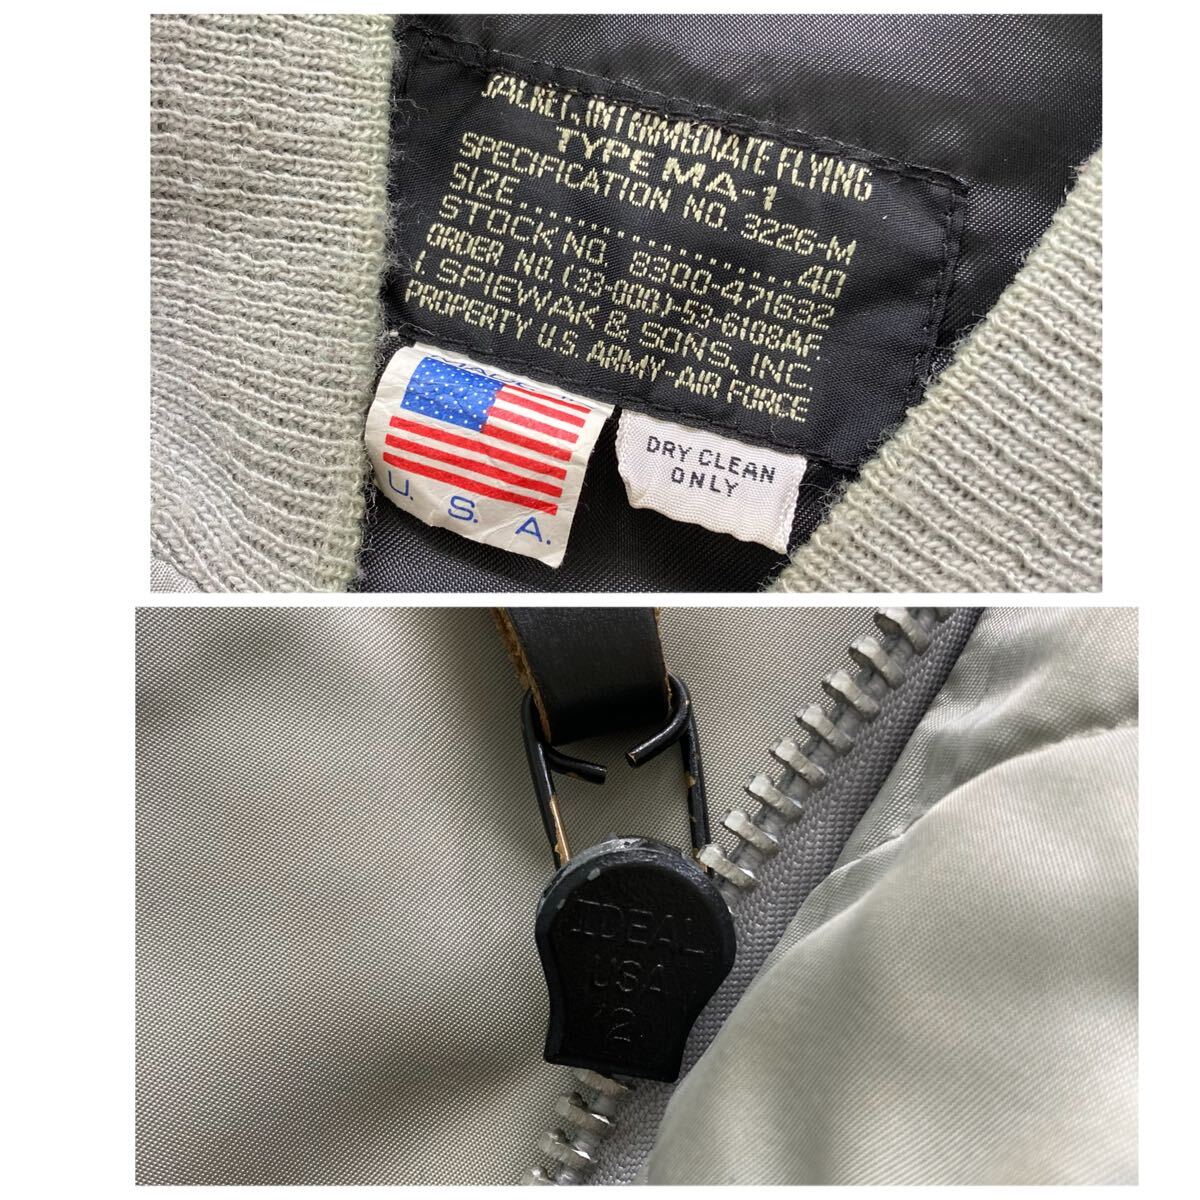 JACKET, INTERMEDIATE FLYING
TYPE MA-1
SPECIFICATION NO. 3226-M
SIZE....................40
STOCK NO. 8300-471632
ORDER NO. (33-000)-53-6108AF.
I. SPIEWAK & SONS, INC.
PROPERTY U.S. ARMY AIR FORCE
U. S. A.
DRY CLEAN
ONLY
IDEAL
USA
12